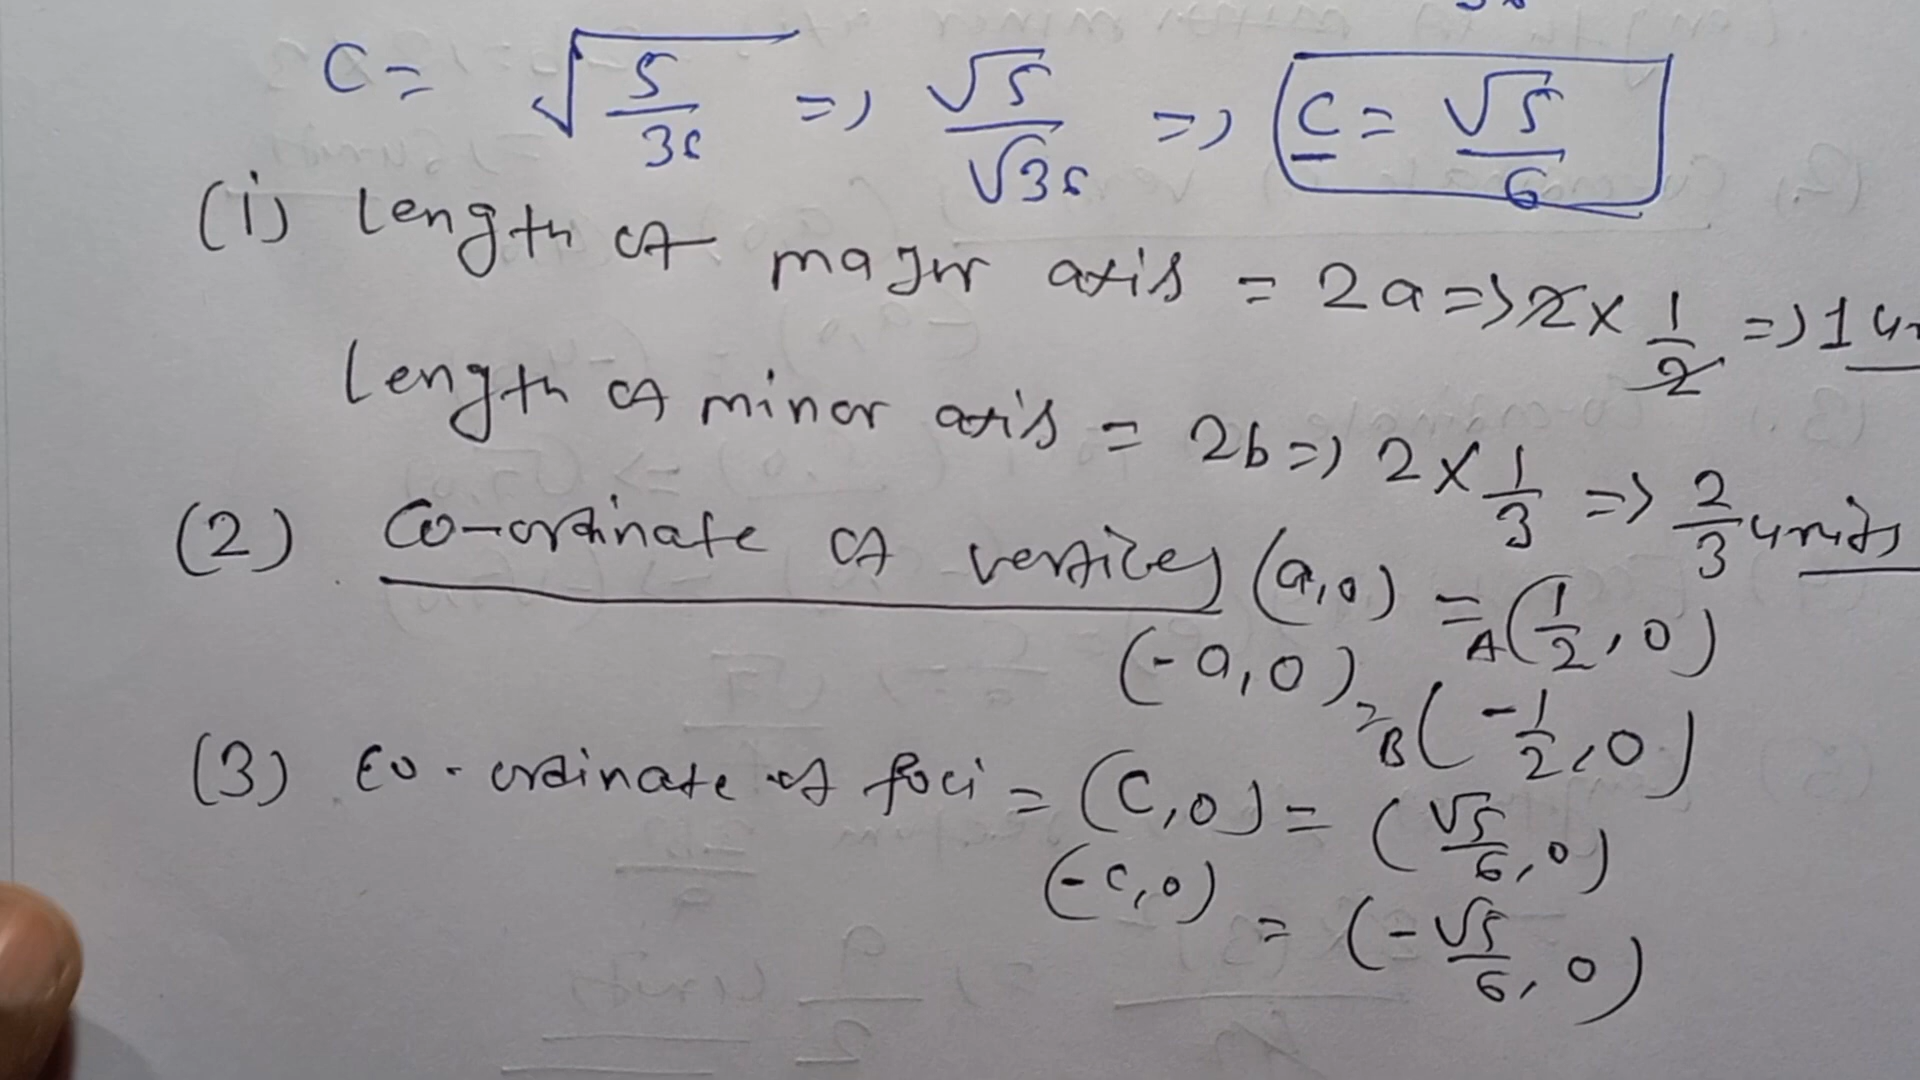 C = √5/36 => √5/√36 => C = √5/6
(i) Length of major axis = 2a => 2 × 1/2 => 1 un
Length of minor axis = 2b => 2 × 1/3 => 2/3 units
(2) Co-ordinate of vertices (a,0) = A(1/2, 0)
(-a,0) = B(-1/2, 0)
(3) Co-ordinate of foci = (C,0) = (√5/6, 0)
(-c,0) = (-√5/6, 0)